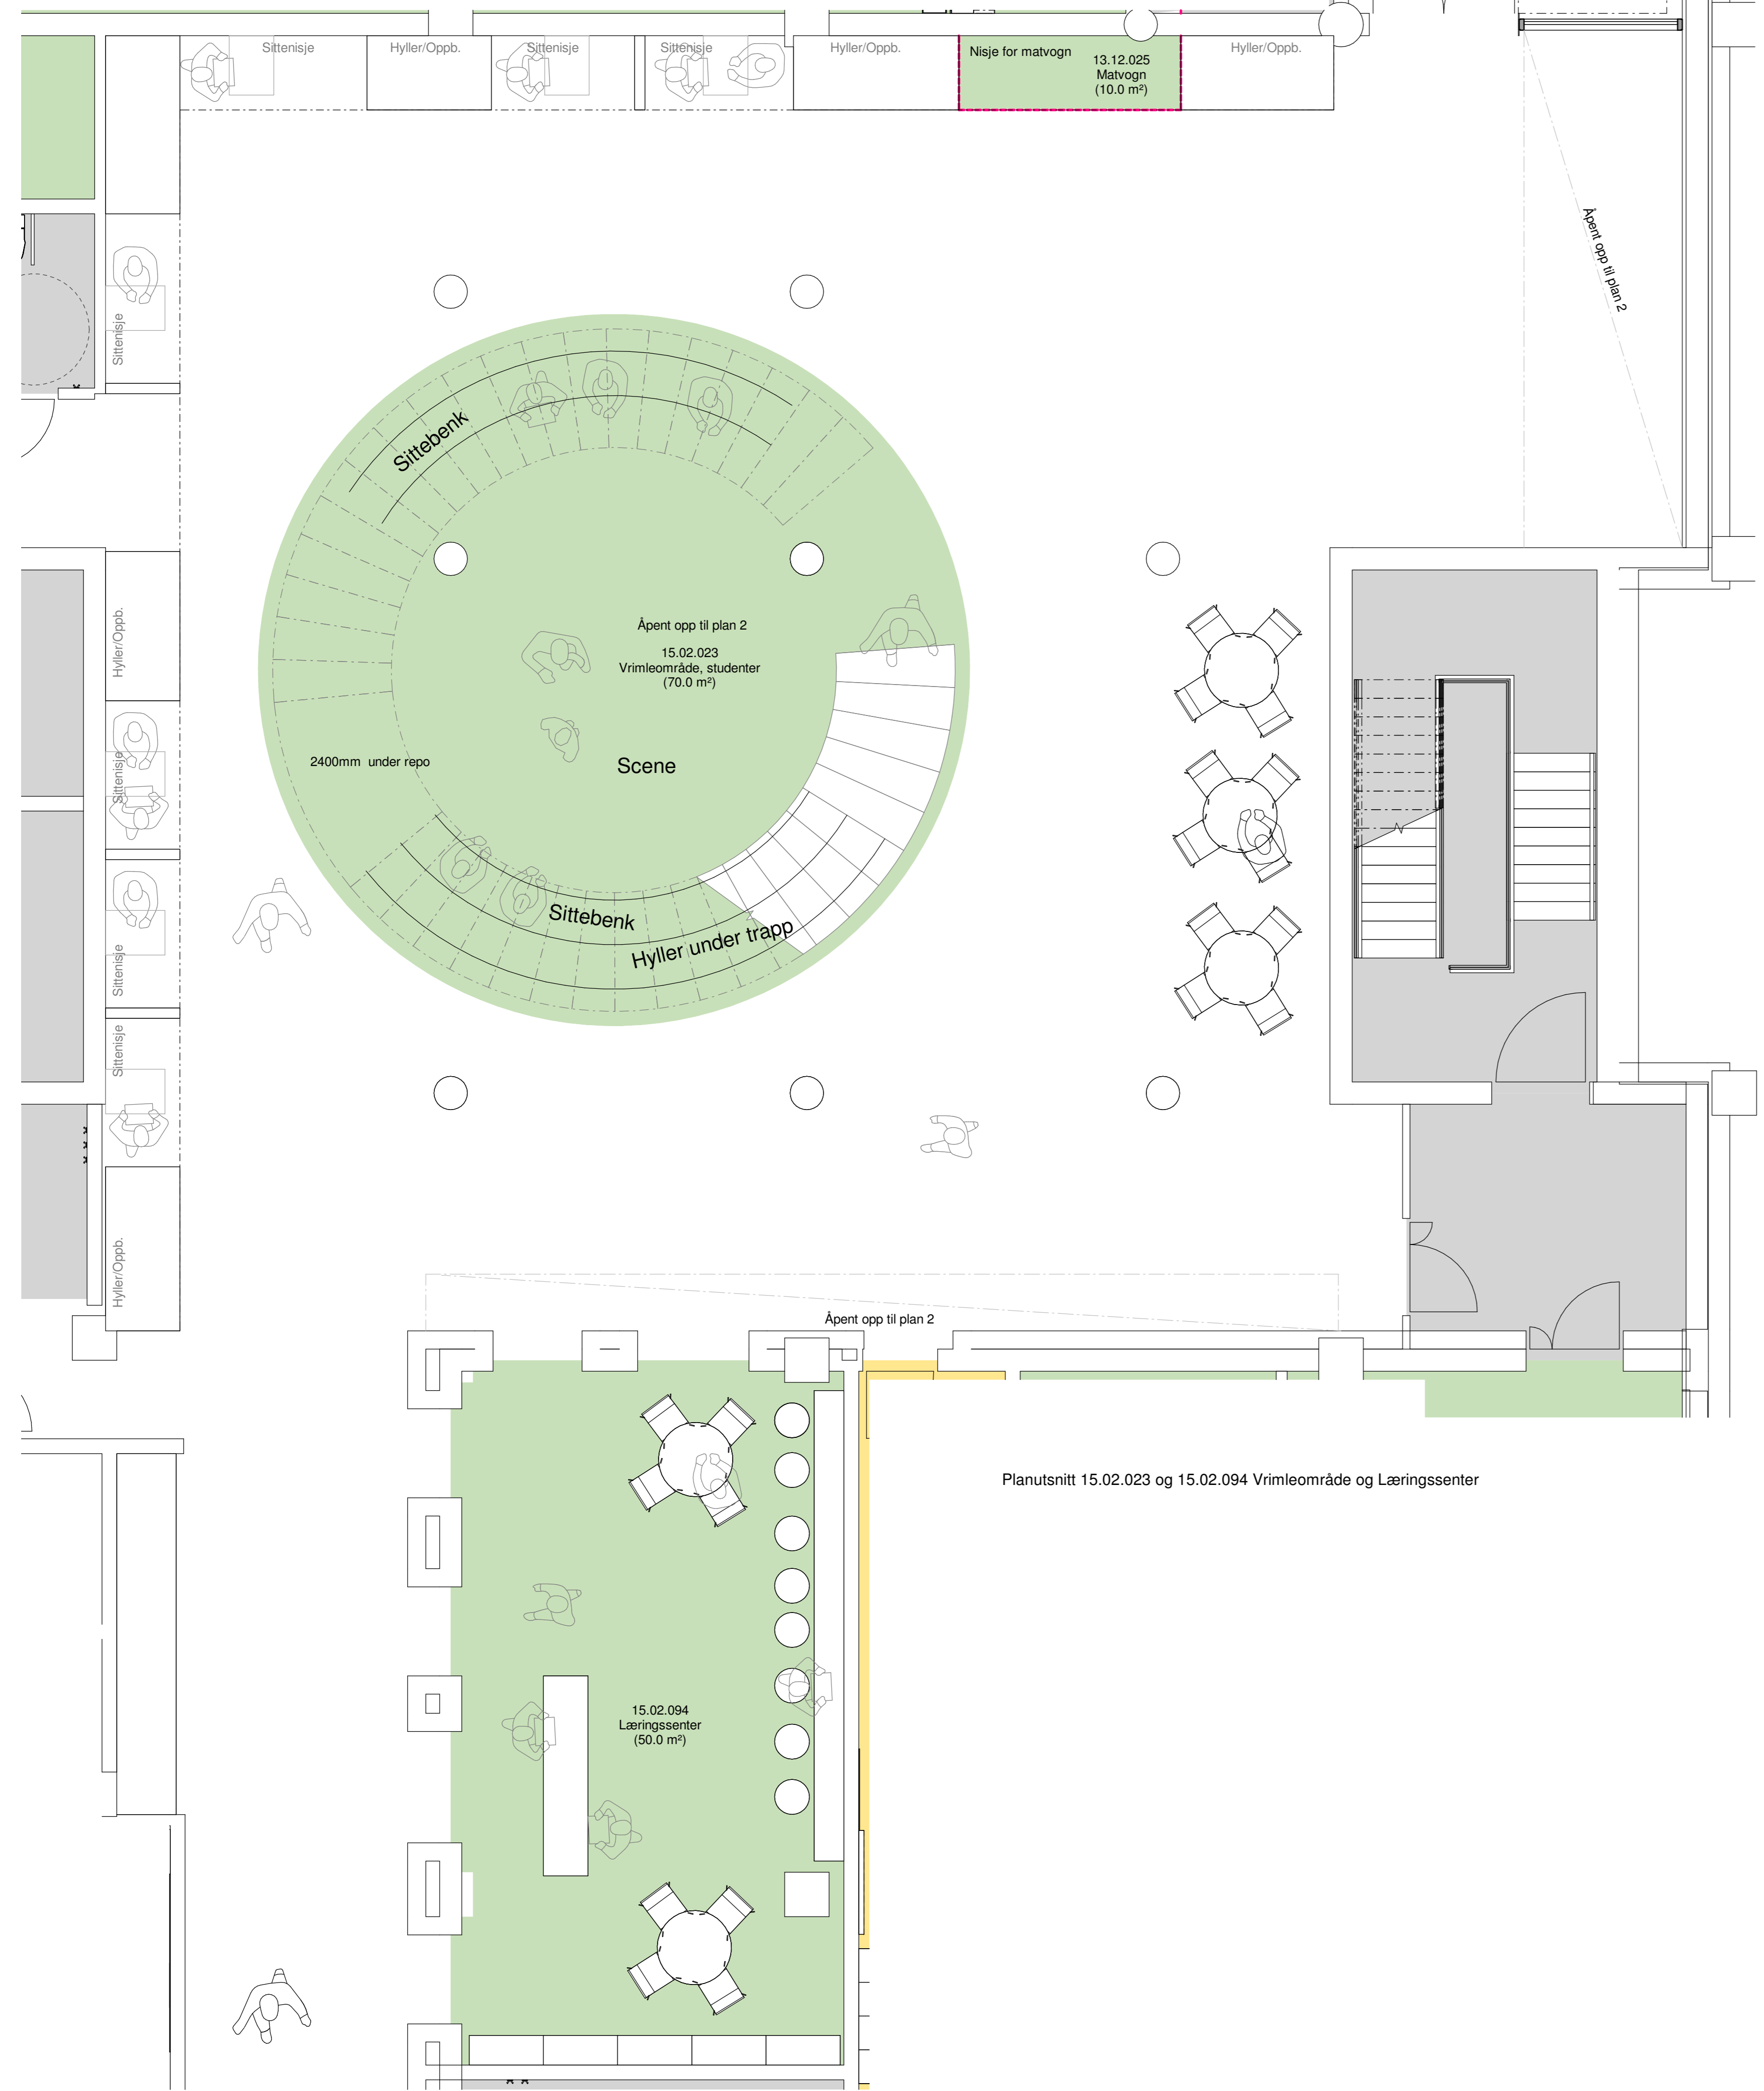 Sittenisje
Hyller/Oppb.
Sittenisje
Sittenisje
Hyller/Oppb.
Nisje for matvogn
13.12.025
Matvogn
(10.0 m²)
Hyller/Oppb.
Åpent opp til plan 2
Sittenisje
Sittebenk
Hyller/Oppb.
Åpent opp til plan 2
15.02.023
Vrimleområde, studenter
(70.0 m²)
Sittenisje
2400mm under repo
Scene
Sittebenk
Hyller under trapp
Sittenisje
Sittenisje
Hyller/Oppb.
Åpent opp til plan 2
Planutsnitt 15.02.023 og 15.02.094 Vrimleområde og Læringssenter
15.02.094
Læringssenter
(50.0 m²)